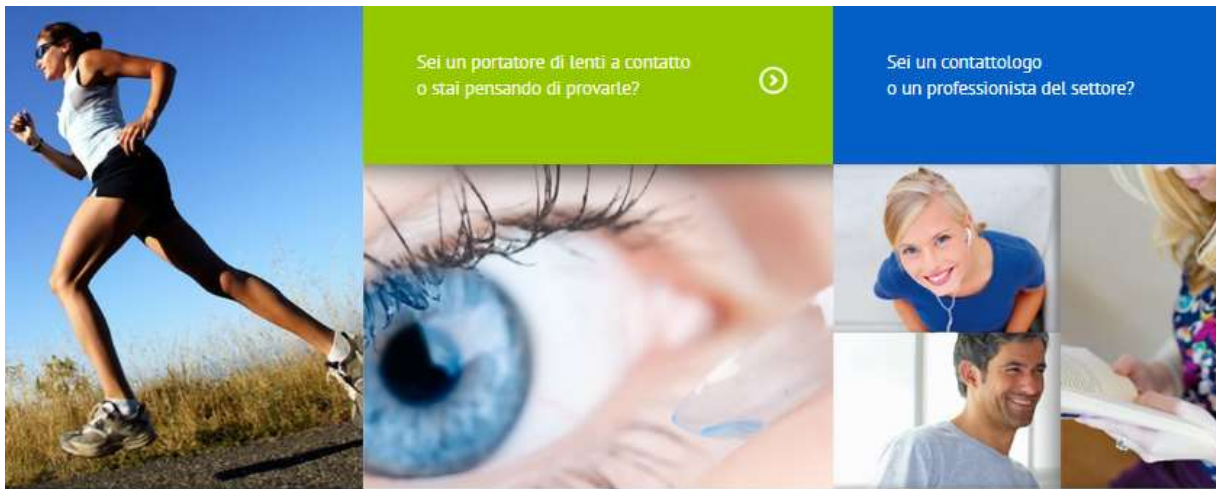 Sei un portatore di lenti a contatto
o stai pensando di provarle?
Sei un contattologo
o un professionista del settore?